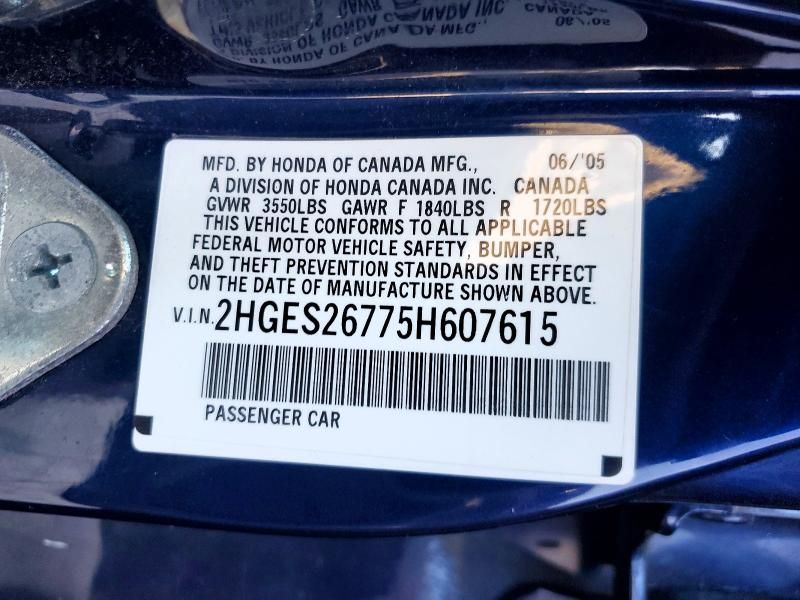 MFD. BY HONDA OF CANADA MFG., 06/'05
A DIVISION OF HONDA CANADA INC. CANADA
GVWR 3550LBS GAWR F 1840LBS R 1720LBS
THIS VEHICLE CONFORMS TO ALL APPLICABLE
FEDERAL MOTOR VEHICLE SAFETY, BUMPER,
AND THEFT PREVENTION STANDARDS IN EFFECT
ON THE DATE OF MANUFACTURE SHOWN ABOVE.
V.I.N. 2HGES26775H607615
PASSENGER CAR